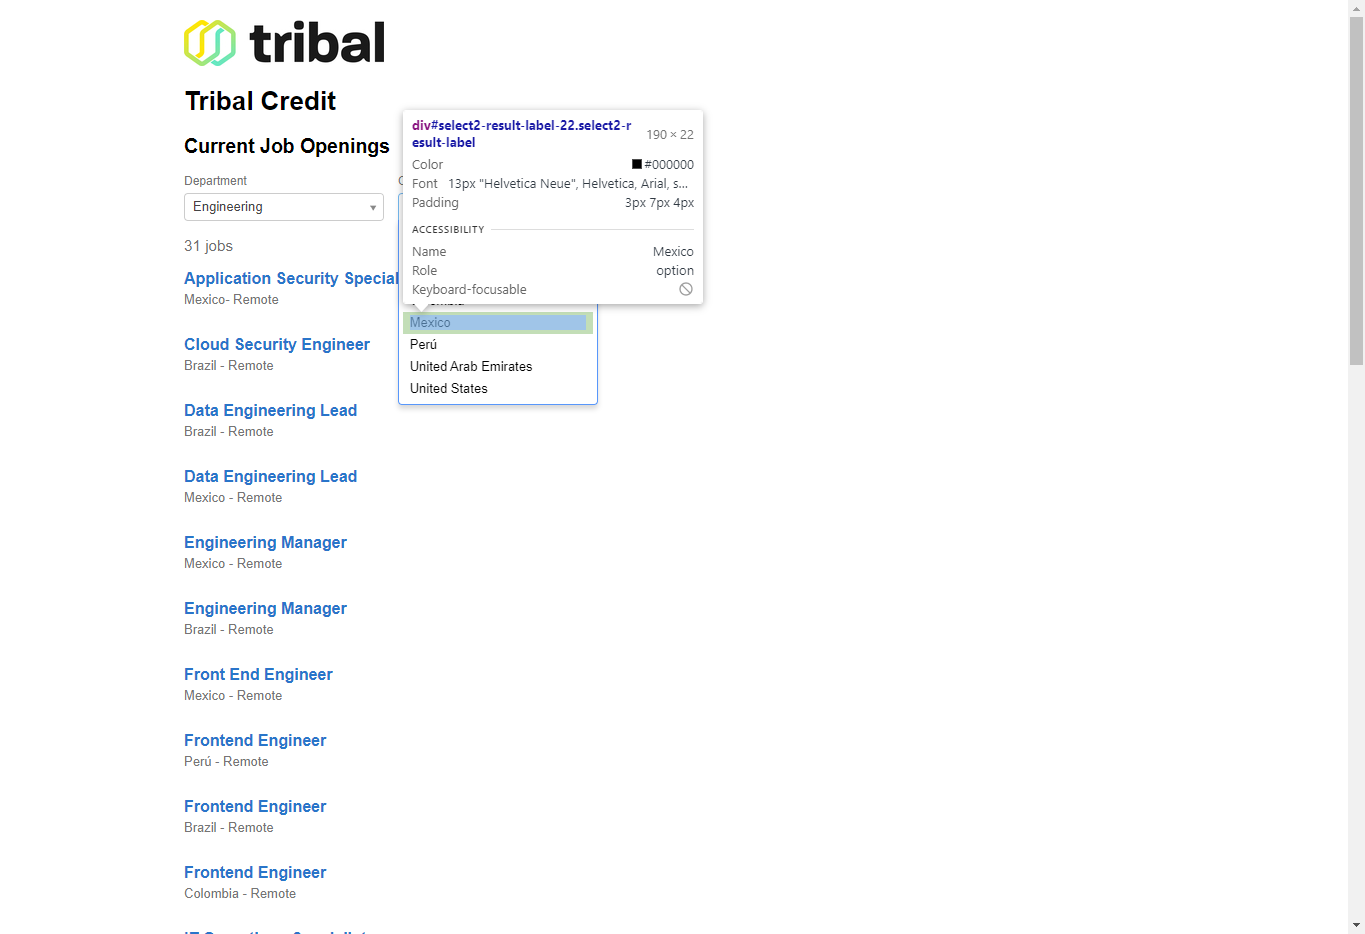 tribal
Tribal Credit
Current Job Openings
Department
Engineering
31 jobs
div#select2-result-label-22.select2-r
esult-label
190 × 22
Color
#000000
Font 13px "Helvetica Neue", Helvetica, Arial, s...
Padding
3px 7px 4px
ACCESSIBILITY
Name
Mexico
Role
option
Keyboard-focusable
Mexico
Perú
United Arab Emirates
United States
Application Security Special
Mexico- Remote
Cloud Security Engineer
Brazil - Remote
Data Engineering Lead
Brazil - Remote
Data Engineering Lead
Mexico - Remote
Engineering Manager
Mexico - Remote
Engineering Manager
Brazil - Remote
Front End Engineer
Mexico - Remote
Frontend Engineer
Perú - Remote
Frontend Engineer
Brazil - Remote
Frontend Engineer
Colombia - Remote